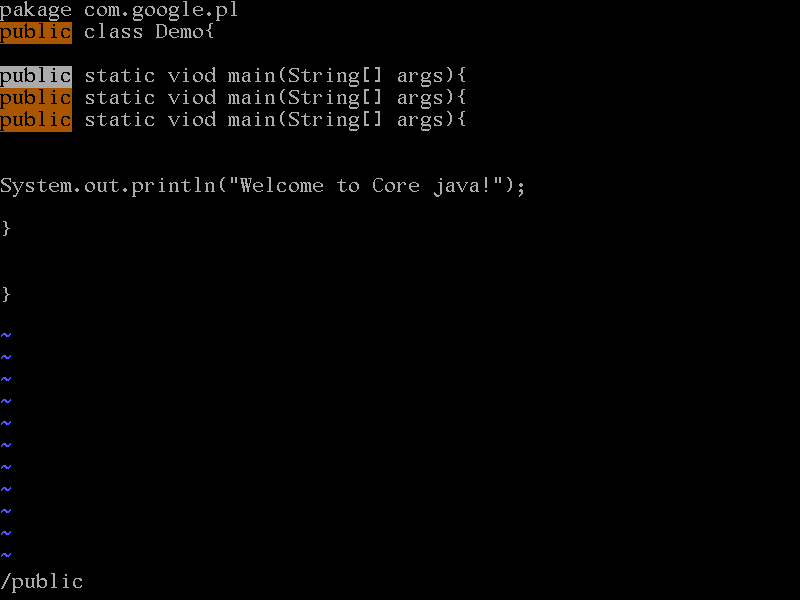 pakage com.google.pl
public class Demo{
public static viod main(String[] args){
public static viod main(String[] args){
public static viod main(String[] args){
System.out.println("Welcome to Core java!");
}
}
~
~
~
~
~
~
~
~
~
~
~
/public